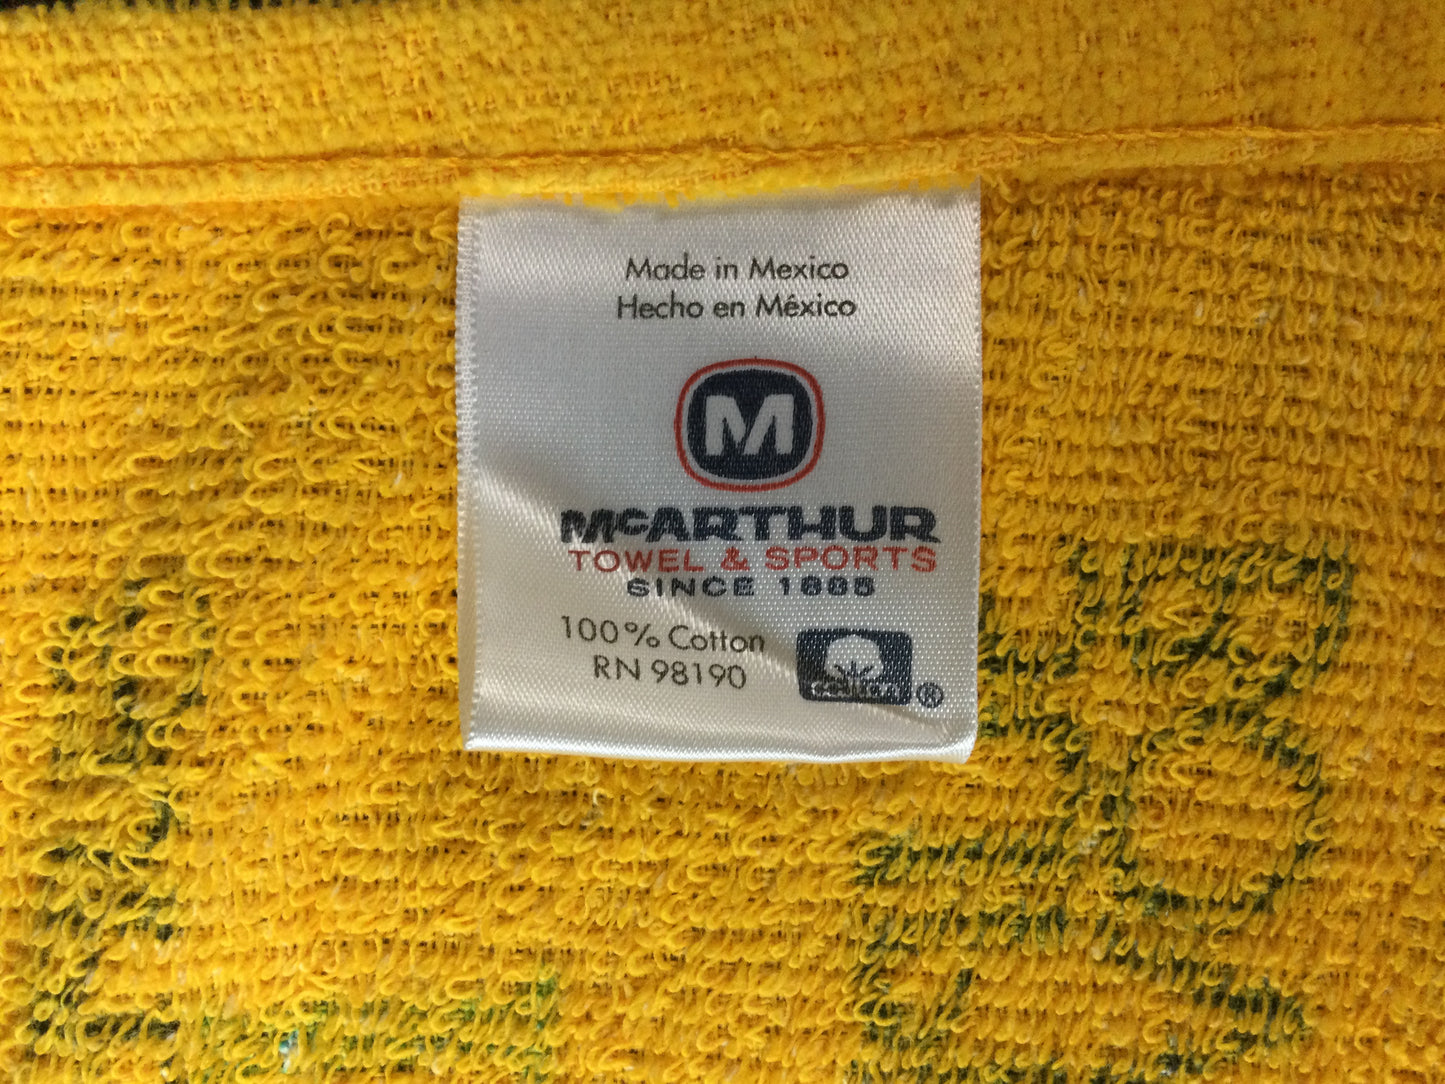 Made in Mexico
Hecho en México
M
McARTHUR
TOWEL & SPORTS
SINCE 1885
100% Cotton
RN 98190
®